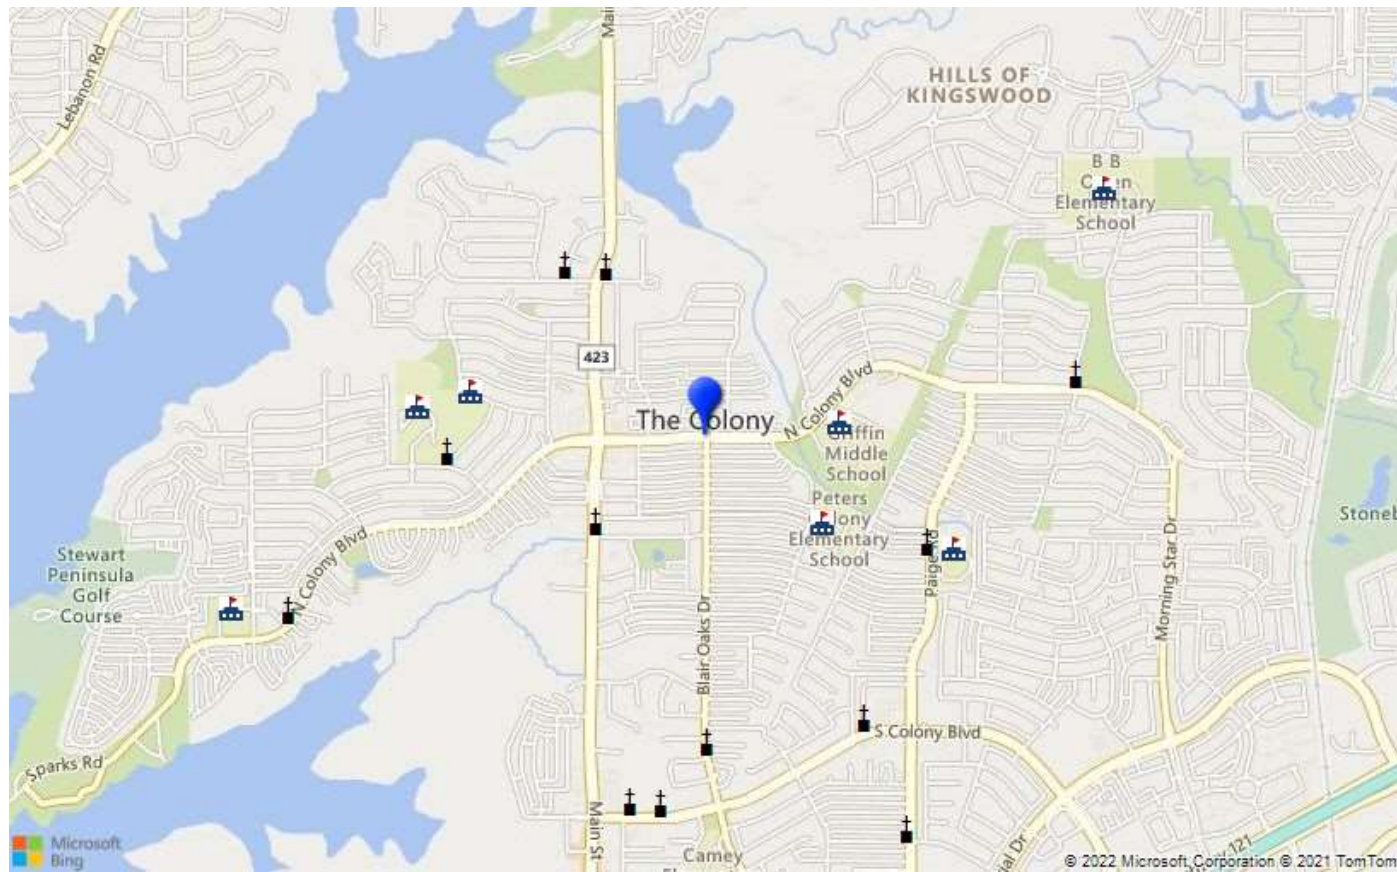 Main
Lebanon Rd
HILLS OF
KINGSWOOD
B B
Elementary
School
423
The Colony
N Colony Blvd
Griffin
Middle
School
Peters
Elementary
School
Stewart
Peninsula
Golf
Course
N Colony Blvd
Paige Rd
Morning Star Dr
Blair Oaks Dr
S Colony Blvd
Sparks Rd
Main St
Camey
121
Microsoft
Bing
© 2022 Microsoft Corporation © 2021 TomTom